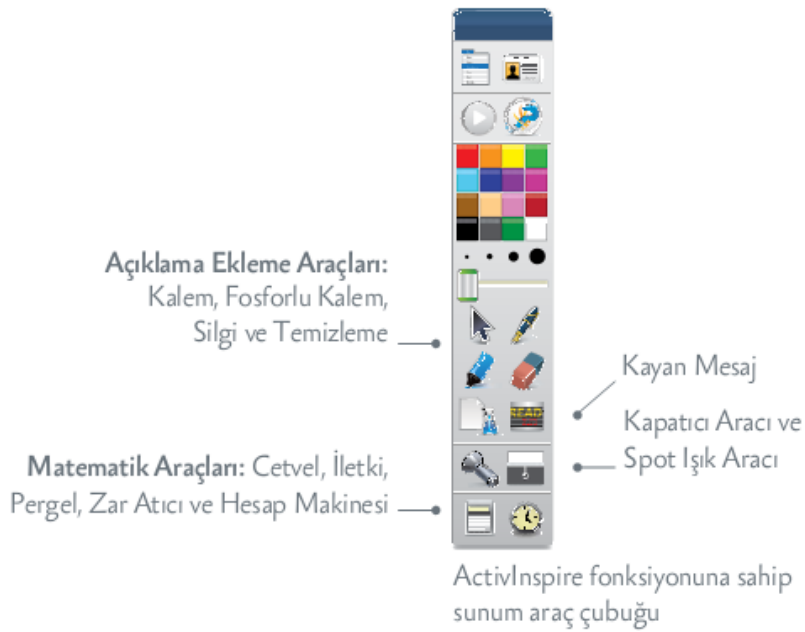 Açıklama Ekleme Araçları:
Kalem, Fosforlu Kalem,
Silgi ve Temizleme
Kayan Mesaj
Kapatıcı Aracı ve
Spot Işık Aracı
Matematik Araçları: Cetvel, İletki,
Pergel, Zar Atıcı ve Hesap Makinesi
READ
ActivInspire fonksiyonuna sahip
sunum araç çubuğu